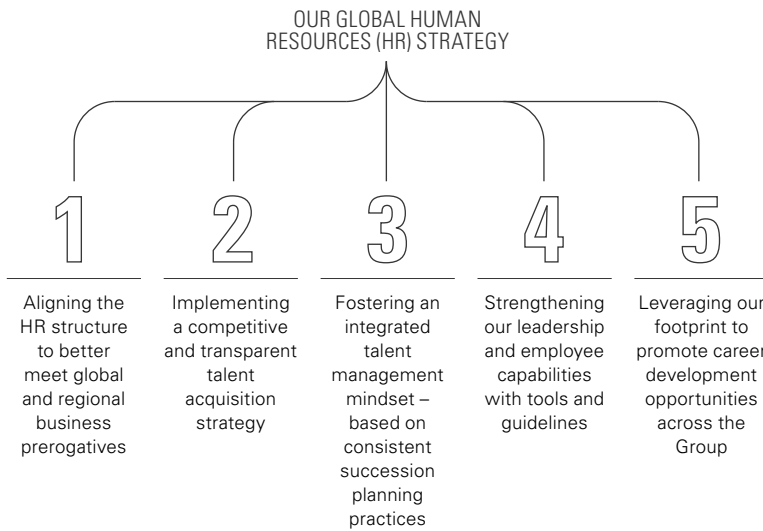 OUR GLOBAL HUMAN
RESOURCES (HR) STRATEGY
1
Aligning the
HR structure
to better
meet global
and regional
business
prerogatives
2
Implementing
a competitive
and transparent
talent
acquisition
strategy
3
Fostering an
integrated
talent
management
mindset –
based on
consistent
succession
planning
practices
4
Strengthening
our leadership
and employee
capabilities
with tools and
guidelines
5
Leveraging our
footprint to
promote career
development
opportunities
across the
Group